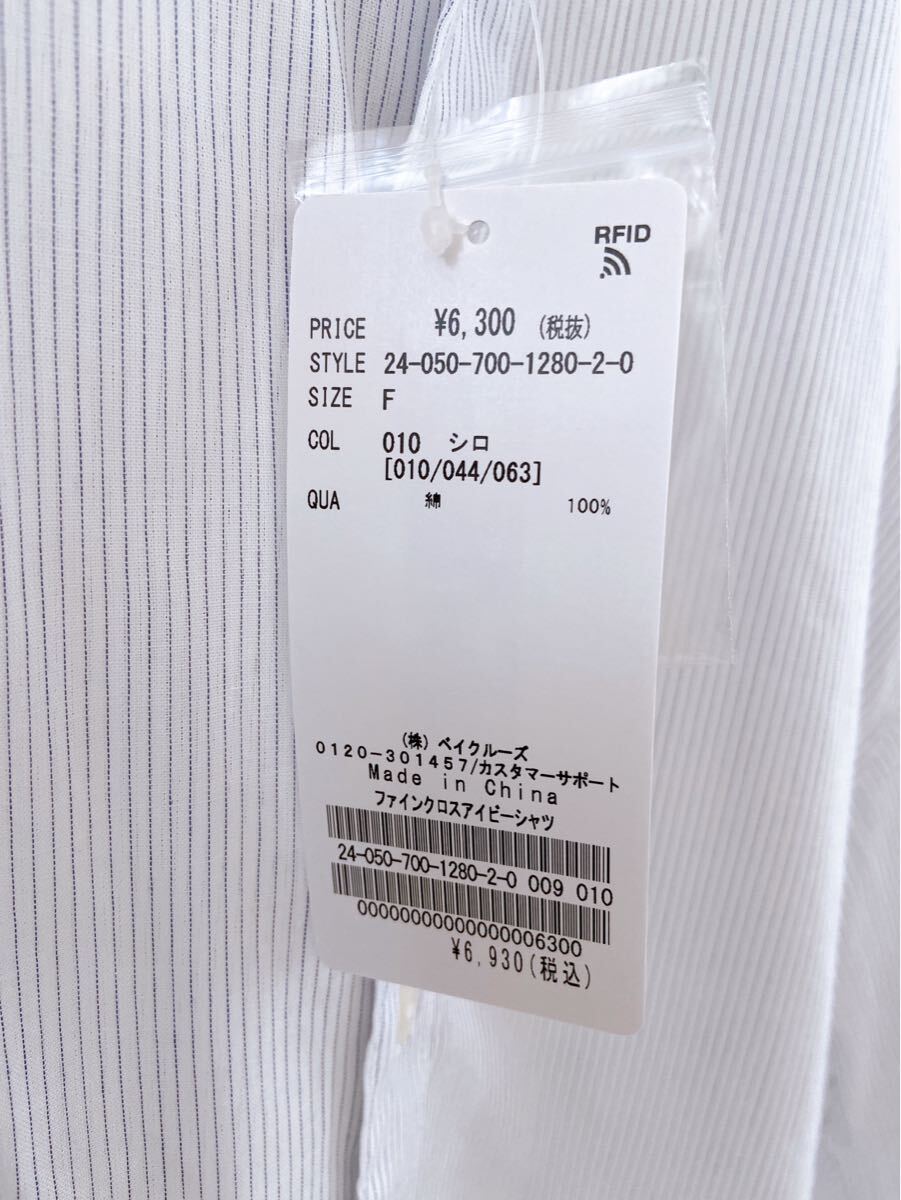 RFID
PRICE ¥6,300 (税抜)
STYLE 24-050-700-1280-2-0
SIZE F
COL 010 シロ
[010/044/063]
QUA 綿 100%
(株)ベイクルーズ
0120-301457/カスタマーサポート
Made in China
ファインクロスアイビーシャツ
24-050-700-1280-2-0 009 010
00000000000000006300
¥6,930(税込)